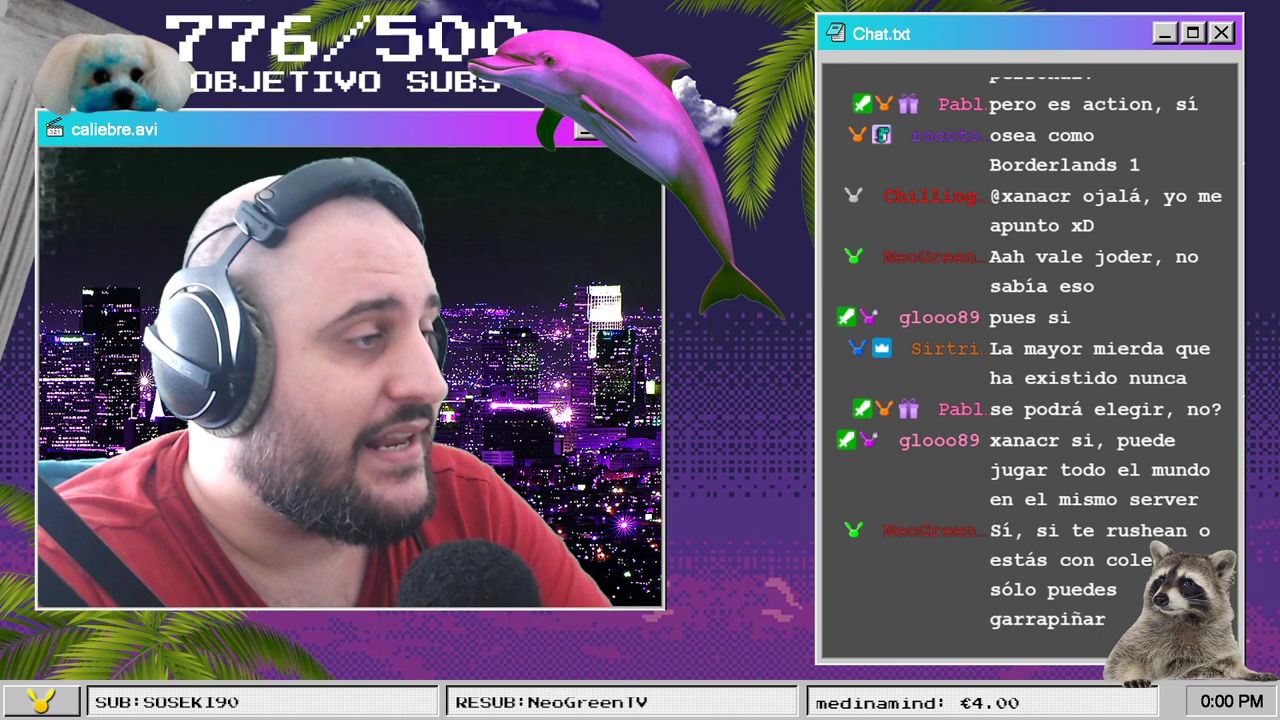 776/500
OBJETIVO SUBS
caliebre.avi
Chat.txt
Pabl. pero es action, sí
rocoto. osea como
Borderlands 1
Chilling… @xanacr ojalá, yo me
apunto xD
NeoGreen… Aah vale joder, no
sabía eso
glooo89 pues si
Sirtri… La mayor mierda que
ha existido nunca
Pabl. se podrá elegir, no?
glooo89 xanacr si, puede
jugar todo el mundo
en el mismo server
NeoGreen… Sí, si te rushean o
estás con cole
sólo puedes
garrapiñar
SUB:SOSEKI90
RESUB:NeoGreenTV
medinamind: €4.00
0:00 PM